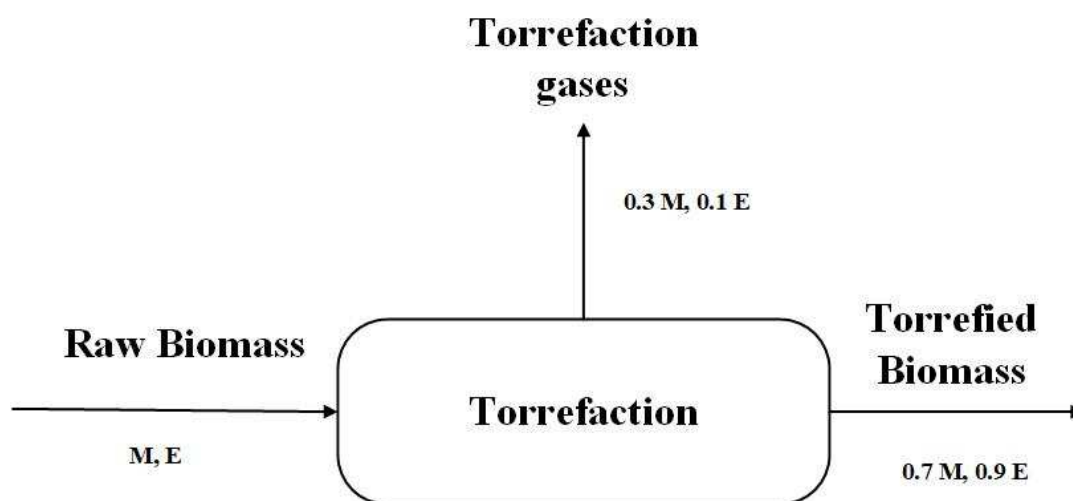 Torrefaction
gases
0.3 M, 0.1 E
Raw Biomass
Torrefied
Biomass
Torrefaction
M, E
0.7 M, 0.9 E